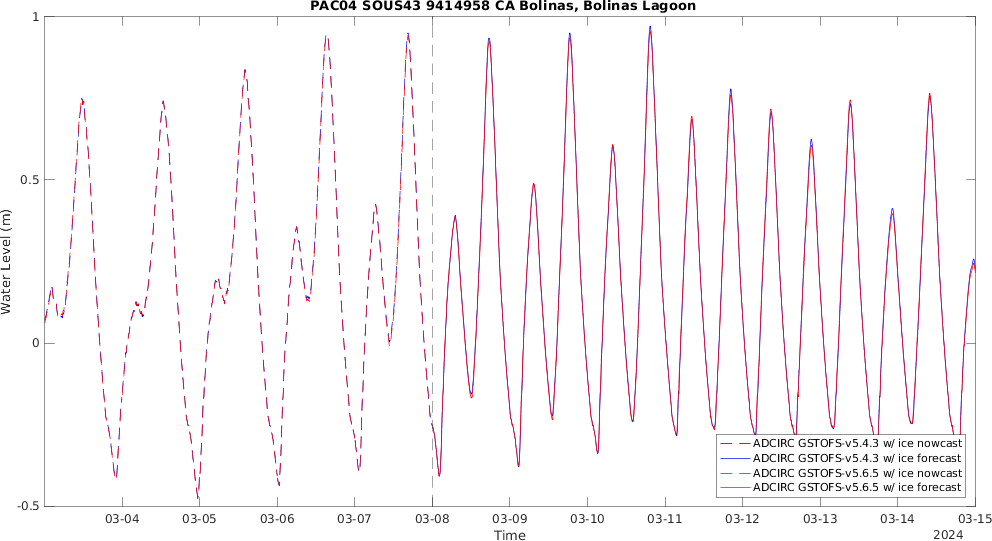 PAC04 SOUS43 9414958 CA Bolinas, Bolinas Lagoon
1
0.5
0
-0.5
Water Level (m)
03-04 03-05 03-06 03-07 03-08 03-09 03-10 03-11 03-12 03-13 03-14 03-15
Time
2024
ADCIRC GSTOFS-v5.4.3 w/ ice nowcast
ADCIRC GSTOFS-v5.4.3 w/ ice forecast
ADCIRC GSTOFS-v5.6.5 w/ ice nowcast
ADCIRC GSTOFS-v5.6.5 w/ ice forecast